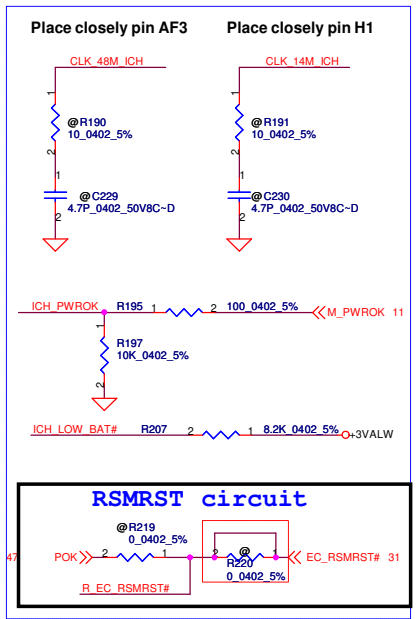 Place closely pin AF3
Place closely pin H1
CLK_48M_ICH
CLK_14M_ICH
1
1
@R190
10_0402_5%
@R191
10_0402_5%
2
2
1
1
@C229
4.7P_0402_50V8C~D
@C230
4.7P_0402_50V8C~D
2
2
ICH_PWROK R195 1 2 100_0402_5% M_PWROK 11
1
R197
10K_0402_5%
2
ICH_LOW_BAT# R207 2 1 8.2K_0402_5% +3VALW
RSMRST circuit
@R219
0_0402_5%
@
47 POK 2 1 2 1 EC_RSMRST# 31
R220
0_0402_5%
R_EC_RSMRST#